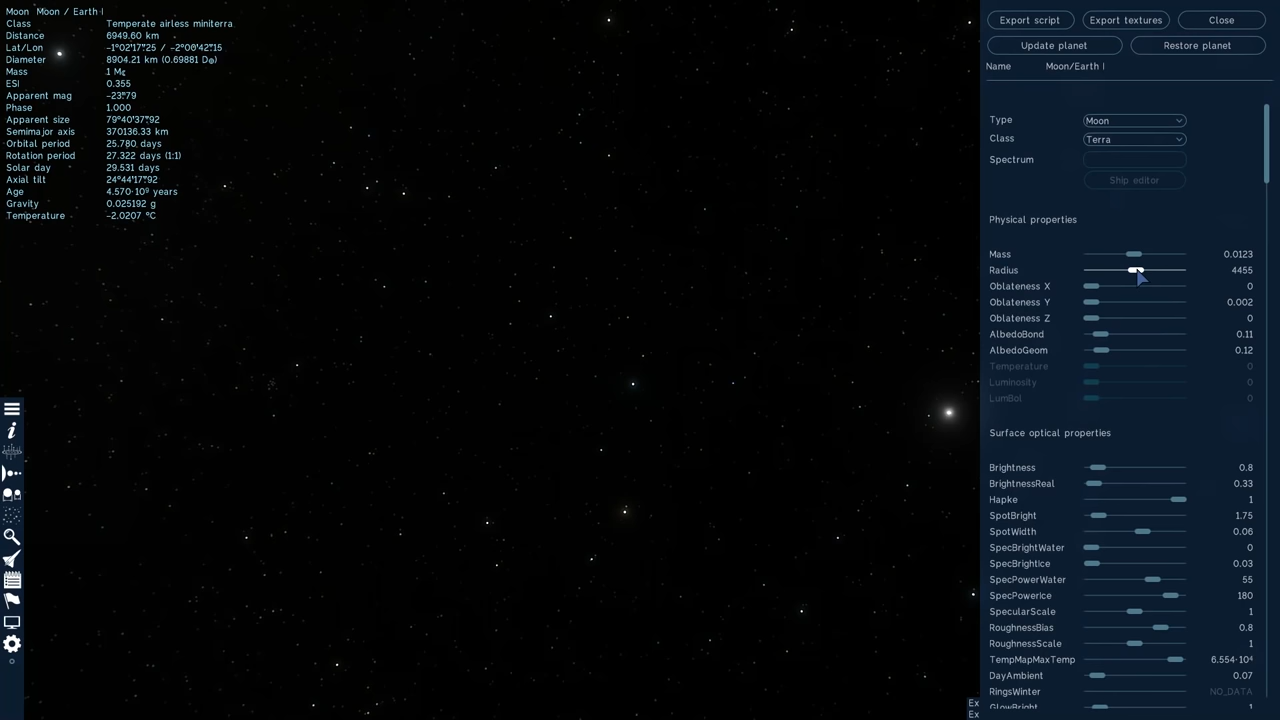 Moon Moon / Earth I
Class Temperate airless miniterra
Distance 6949.60 km
Lat/Lon −1°02'17"25 / −2°00'42"15
Diameter 8904.21 km (0.69881 D⊕)
Mass 1 M☾
ESI 0.355
Apparent mag −23m79
Phase 1.000
Apparent size 79°40'37"92
Semimajor axis 370136.33 km
Orbital period 25.780 days
Rotation period 27.322 days (1:1)
Solar day 29.531 days
Axial tilt 24°44'17"92
Age 4.570·10⁹ years
Gravity 0.025192 g
Temperature −2.0207 °C
Export script Export textures Close
Update planet Restore planet
Name Moon/Earth I
Type Moon
Class Terra
Spectrum
Ship editor
Physical properties
Mass 0.0123
Radius 4455
Oblateness X 0
Oblateness Y 0.002
Oblateness Z 0
AlbedoBond 0.11
AlbedoGeom 0.12
Temperature 0
Luminosity 0
LumBol 0
Surface optical properties
Brightness 0.8
BrightnessReal 0.33
Hapke 1
SpotBright 1.75
SpotWidth 0.06
SpecBrightWater 0
SpecBrightIce 0.03
SpecPowerWater 55
SpecPowerIce 180
SpecularScale 1
RoughnessBias 0.8
RoughnessScale 1
TempMapMaxTemp 6.554·10⁴
DayAmbient 0.07
RingsWinter NO_DATA
GlowBright 1
Ex
Ex